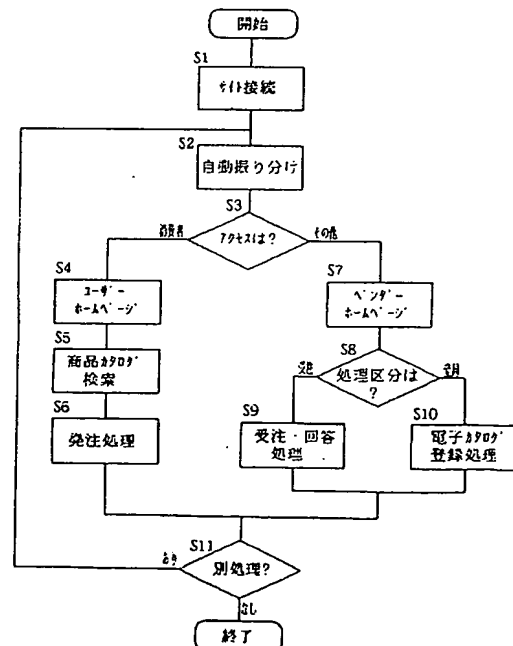 開始
S1
サイト接続
S2
自動振り分け
S3
アクセスは?
消費者
その他
S4
ユーザー
ホームページ
S7
ベンダー
ホームページ
S5
商品カタログ
検索
S8
処理区分は
?
S6
発注処理
S9
受注・回答
処理
S10
電子カタログ
登録処理
S11
別処理?
あり
なし
終了